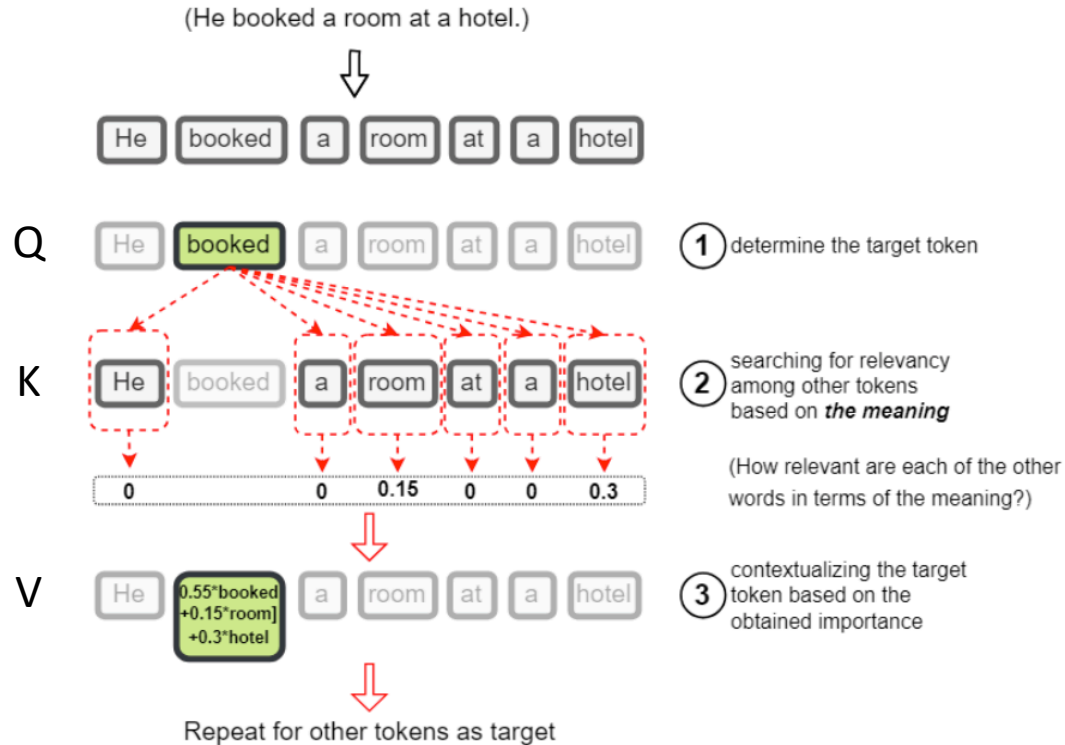 (He booked a room at a hotel.)
He booked a room at a hotel
Q
He booked a room at a hotel
1 determine the target token
K
He booked a room at a hotel
2 searching for relevancy
among other tokens
based on the meaning
(How relevant are each of the other
words in terms of the meaning?)
0 0 0.15 0 0 0.3
V
He
0.55*booked
+0.15*room]
+0.3*hotel
a room at a hotel
3 contextualizing the target
token based on the
obtained importance
Repeat for other tokens as target